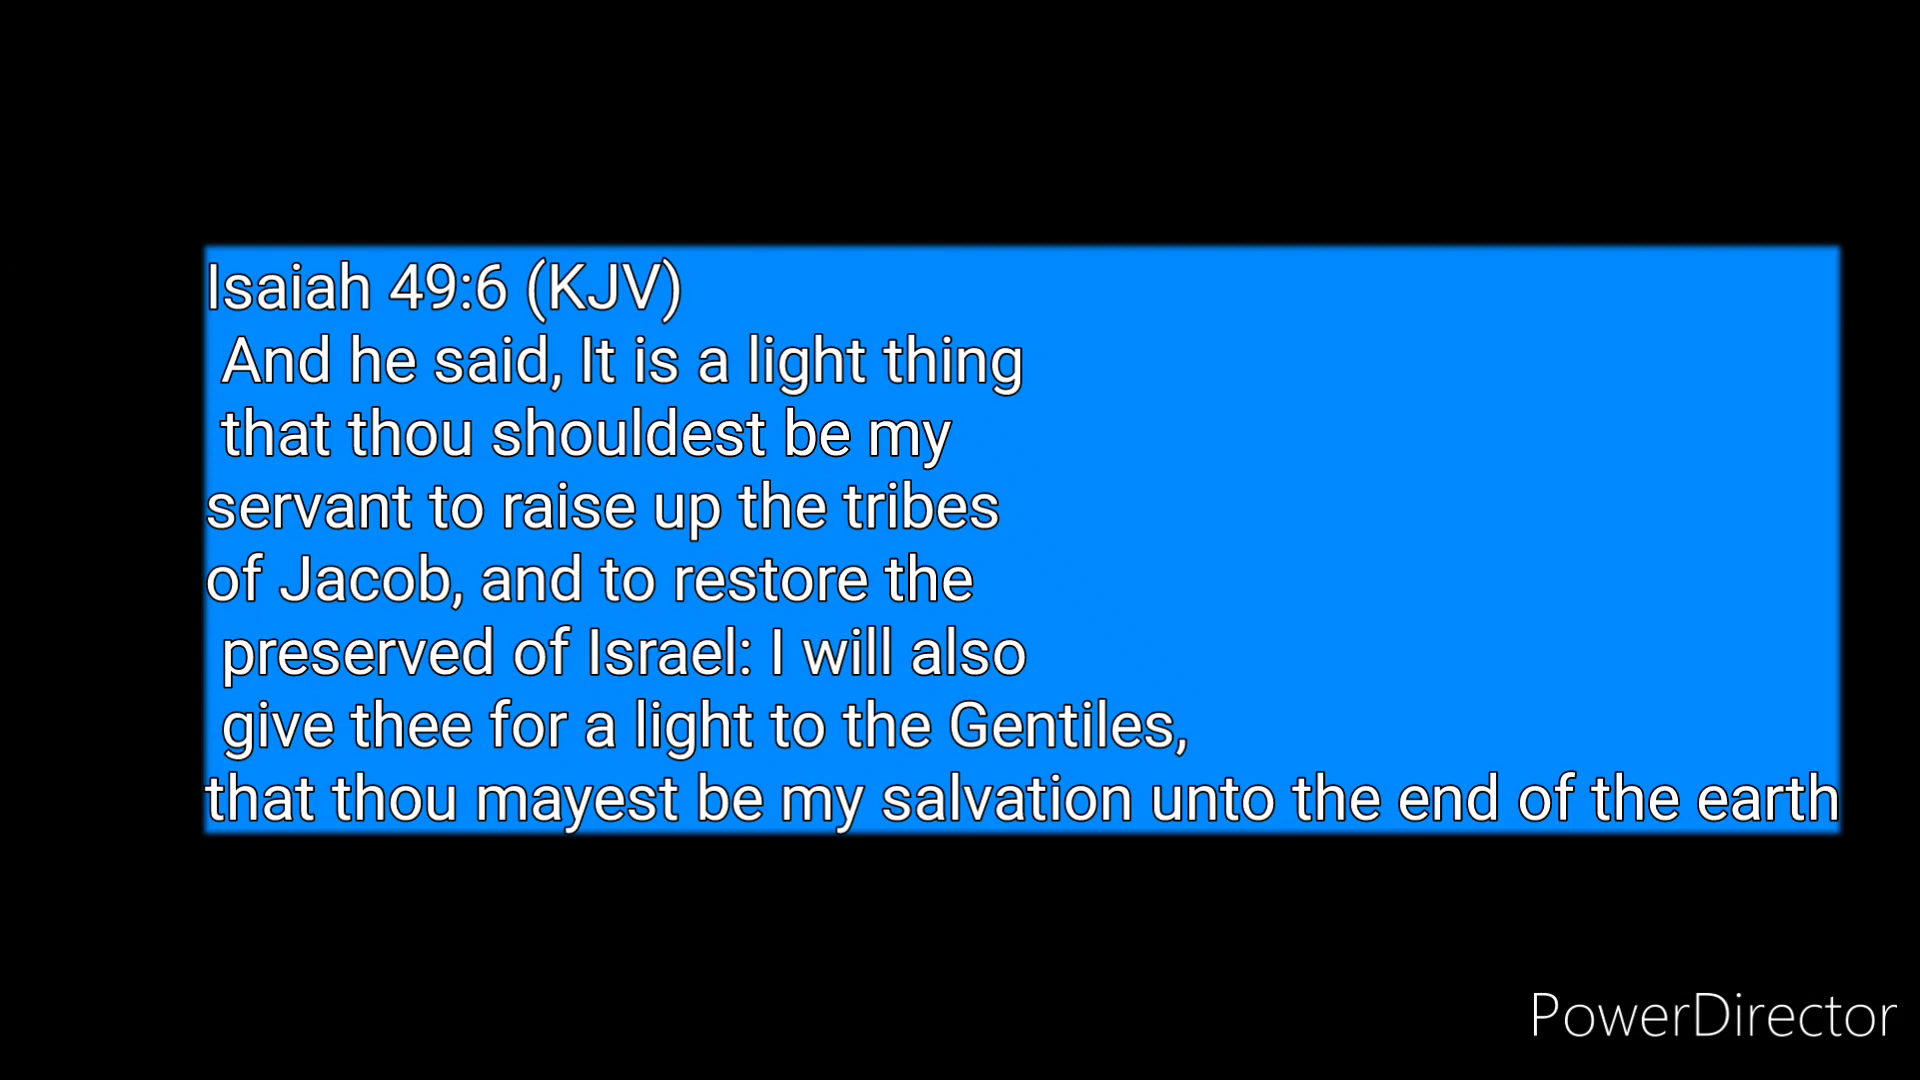 Isaiah 49:6 (KJV)
And he said, It is a light thing
that thou shouldest be my
servant to raise up the tribes
of Jacob, and to restore the
preserved of Israel: I will also
give thee for a light to the Gentiles,
that thou mayest be my salvation unto the end of the earth
PowerDirector